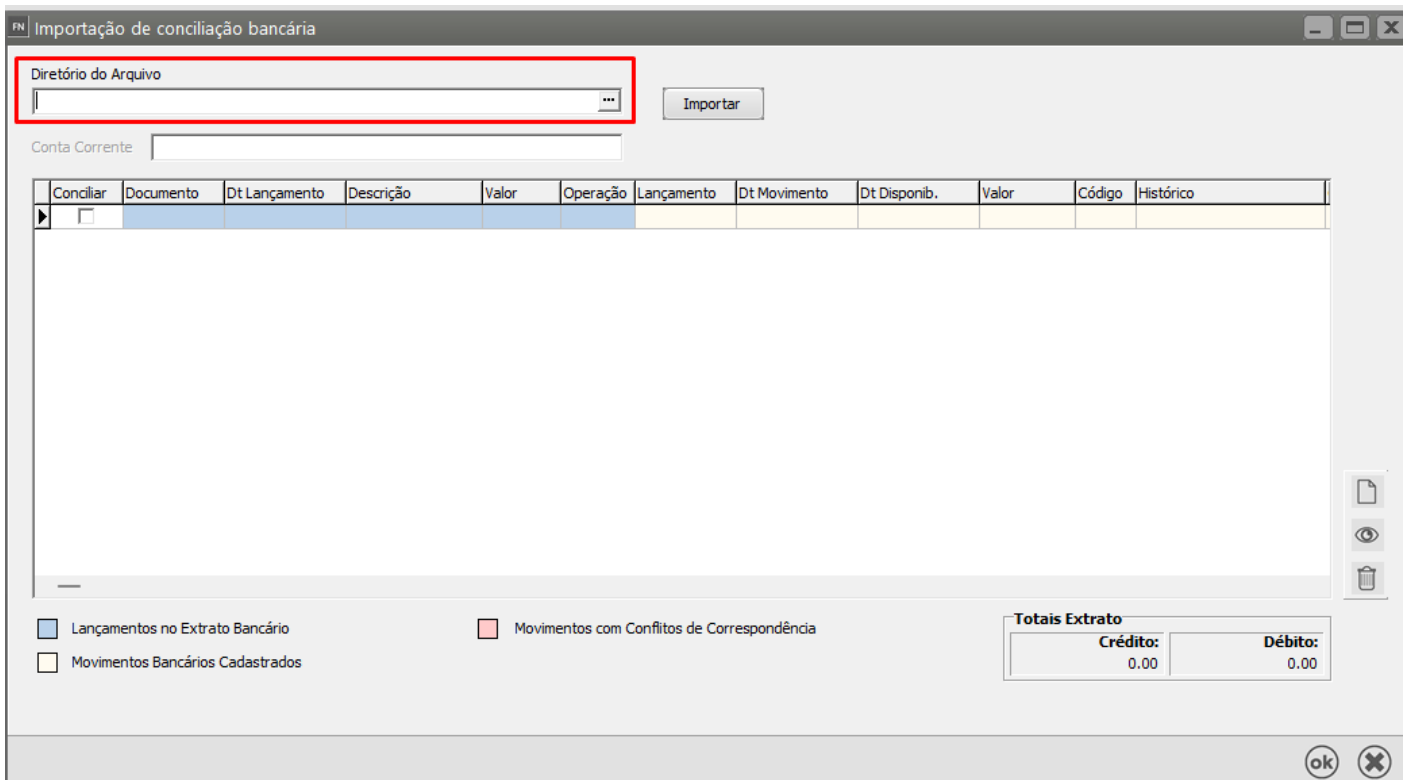 FN Importação de conciliação bancária
Diretório do Arquivo
... Importar
Conta Corrente
Conciliar Documento Dt Lançamento Descrição Valor Operação Lançamento Dt Movimento Dt Disponib. Valor Código Histórico
Lançamentos no Extrato Bancário
Movimentos com Conflitos de Correspondência
Movimentos Bancários Cadastrados
Totais Extrato
Crédito: Débito:
0.00 0.00
ok